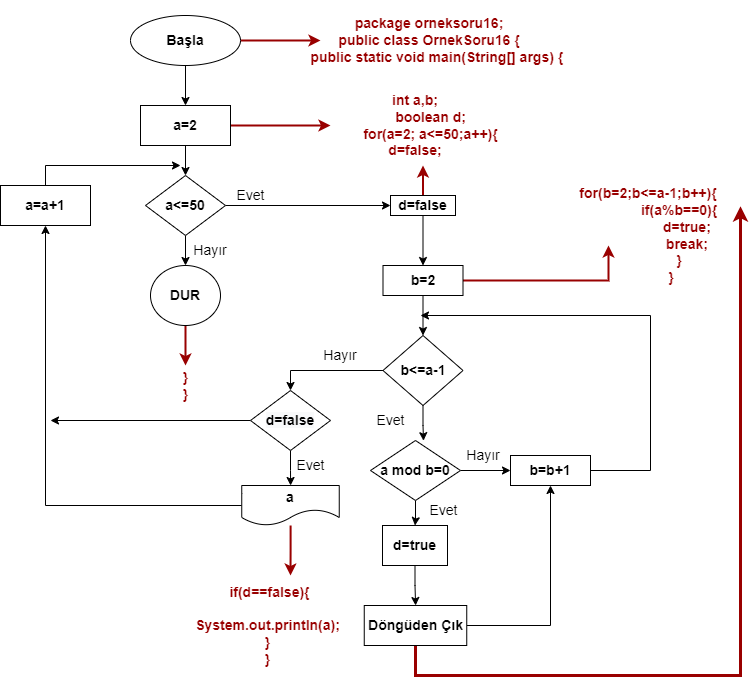 Başla
package orneksoru16;
public class OrnekSoru16 {
public static void main(String[] args) {
a=2
int a,b;
boolean d;
for(a=2; a<=50;a++){
d=false;
a=a+1
a<=50
Evet
d=false
for(b=2;b<=a-1;b++){
if(a%b==0){
d=true;
break;
}
}
Hayır
DUR
b=2
}
}
Hayır
b<=a-1
d=false
Evet
Evet
a mod b=0
Hayır
b=b+1
a
Evet
d=true
if(d==false){
System.out.println(a);
}
}
Döngüden Çık